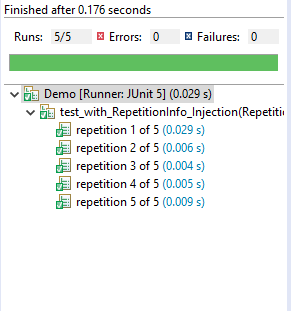 Finished after 0.176 seconds
Runs: 5/5 Errors: 0 Failures: 0
Demo [Runner: JUnit 5] (0.029 s)
test_with_RepetitionInfo_Injection(Repetiti
repetition 1 of 5 (0.029 s)
repetition 2 of 5 (0.006 s)
repetition 3 of 5 (0.004 s)
repetition 4 of 5 (0.005 s)
repetition 5 of 5 (0.009 s)